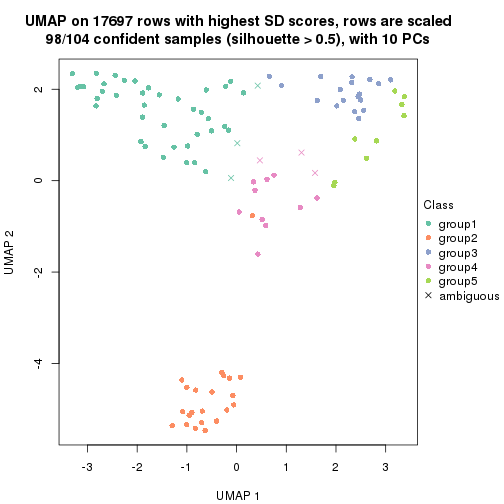 UMAP on 17697 rows with highest SD scores, rows are scaled
98/104 confident samples (silhouette > 0.5), with 10 PCs
UMAP 2
2
0
-2
-4
-3
-2
-1
0
1
2
3
UMAP 1
Class
group1
group2
group3
group4
group5
ambiguous